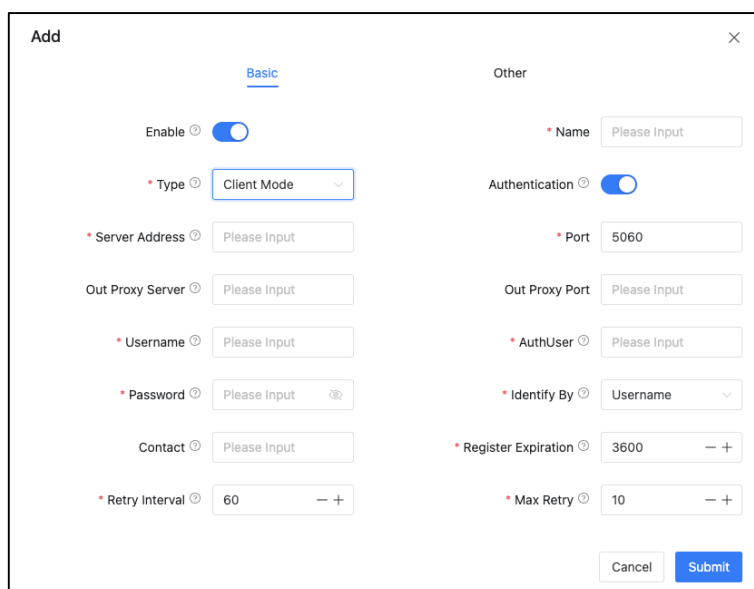 Add
Basic Other
Enable * Name Please Input
* Type Client Mode Authentication
* Server Address Please Input * Port 5060
Out Proxy Server Please Input Out Proxy Port Please Input
* Username Please Input * AuthUser Please Input
* Password Please Input * Identify By Username
Contact Please Input * Register Expiration 3600
* Retry Interval 60 * Max Retry 10
Cancel Submit